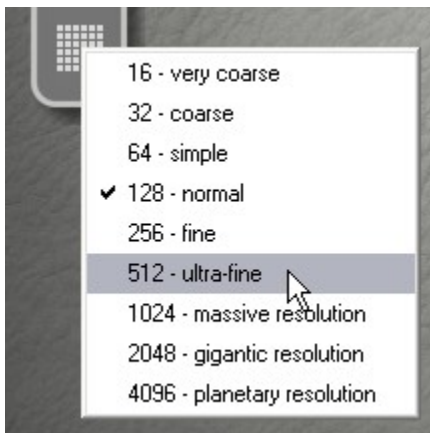 16 - very coarse
32 - coarse
64 - simple
128 - normal
256 - fine
512 - ultra-fine
1024 - massive resolution
2048 - gigantic resolution
4096 - planetary resolution